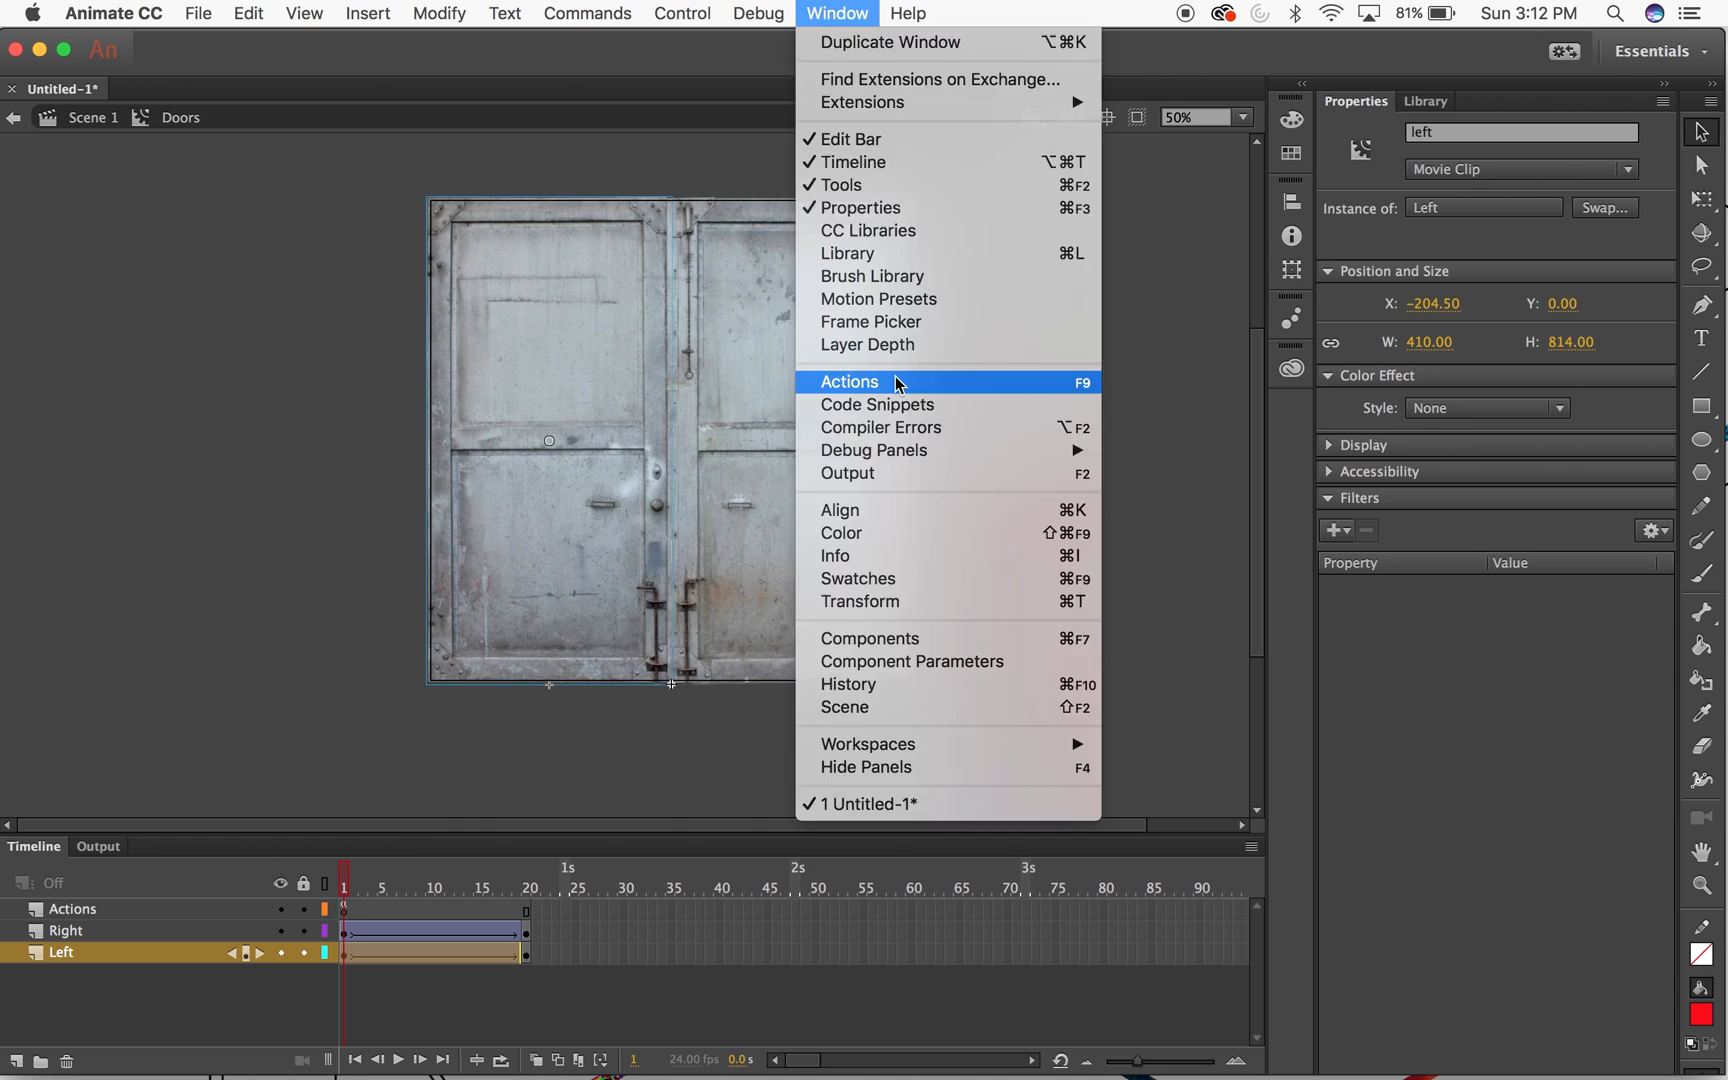 Animate CC File Edit View Insert Modify Text Commands Control Debug Window Help 81% Sun 3:12 PM
An Essentials
× Untitled-1*
Scene 1 Doors 50%
Duplicate Window ⌥⌘K
Find Extensions on Exchange...
Extensions ▶
✓ Edit Bar
✓ Timeline ⌥⌘T
✓ Tools ⌘F2
✓ Properties ⌘F3
CC Libraries
Library ⌘L
Brush Library
Motion Presets
Frame Picker
Layer Depth
Actions F9
Code Snippets
Compiler Errors ⌥F2
Debug Panels ▶
Output F2
Align ⌘K
Color ⇧⌘F9
Info ⌘I
Swatches ⌘F9
Transform ⌘T
Components ⌘F7
Component Parameters
History ⌘F10
Scene ⇧F2
Workspaces ▶
Hide Panels F4
✓ 1 Untitled-1*
Properties Library
left
Movie Clip
Instance of: Left Swap...
Position and Size
X: -204.50 Y: 0.00
W: 410.00 H: 814.00
Color Effect
Style: None
Display
Accessibility
Filters
Property Value
Timeline Output
1s 2s 3s
Off 1 5 10 15 20 25 30 35 40 45 50 55 60 65 70 75 80 85 90
Actions
Right
Left
1 24.00 fps 0.0 s